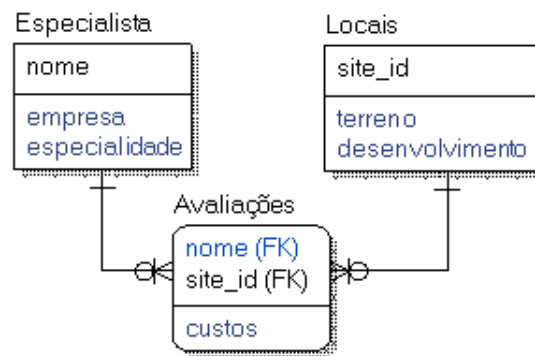 Especialista
nome
empresa
especialidade
Locais
site_id
terreno
desenvolvimento
Avaliações
nome (FK)
site_id (FK)
custos